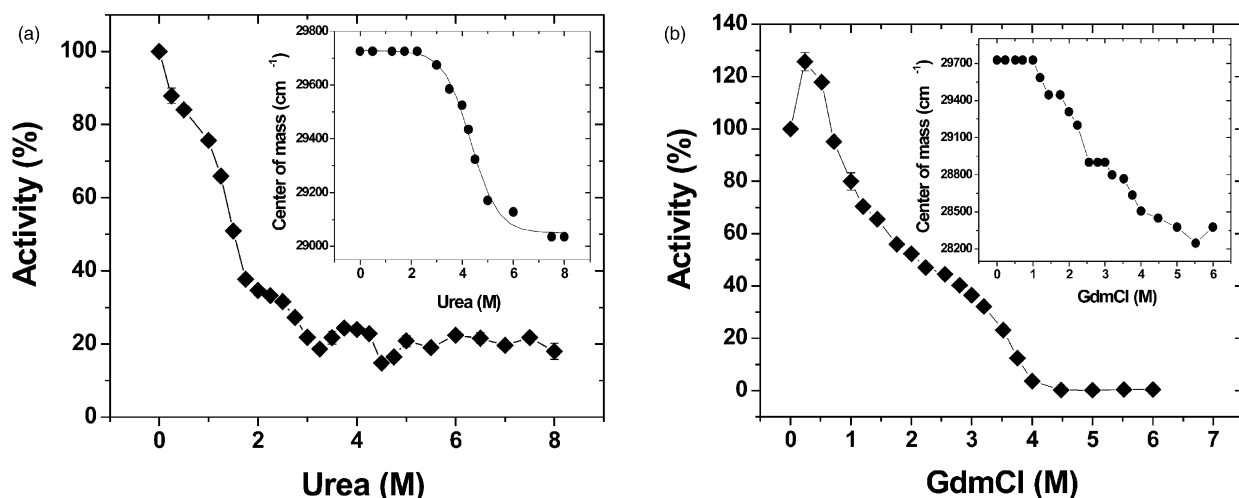 (a)
100
80
60
40
20
0
Activity (%)
0 2 4 6 8
Urea (M)
29800
29600
29400
29200
29000
Center of mass (cm⁻¹)
0 2 4 6 8
Urea (M)
(b)
140
120
100
80
60
40
20
0
Activity (%)
0 1 2 3 4 5 6 7
GdmCl (M)
29700
29400
29100
28800
28500
28200
Center of mass (cm⁻¹)
0 1 2 3 4 5 6
GdmCl (M)